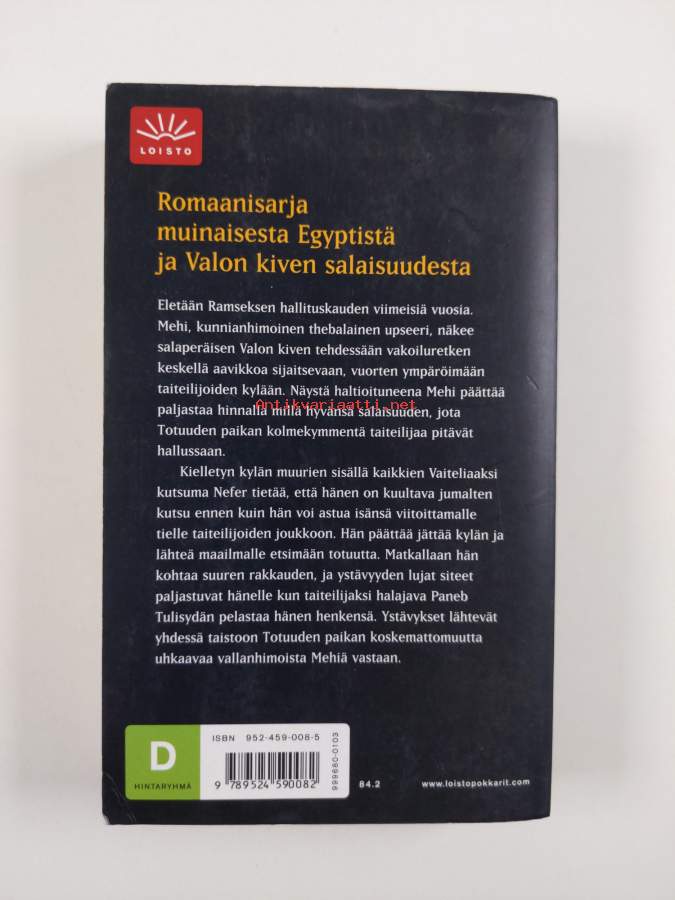 LOISTO
Romaanisarja
muinaisesta Egyptistä
ja Valon kiven salaisuudesta
Eletään Ramseksen hallituskauden viimeisiä vuosia.
Mehi, kunnianhimoinen thebalainen upseeri, näkee
salaperäisen Valon kiven tehdessään vakoiluretken
keskellä aavikkoa sijaitsevaan, vuorten ympäröimään
taiteilijoiden kylään. Näystä haltioituneena Mehi päättää
Antikvariaatti.net
paljastaa hinnalla millä hyvänsä salaisuuden, jota
Totuuden paikan kolmekymmentä taiteilijaa pitävät
hallussaan.
Kielletyn kylän muurien sisällä kaikkien Vaiteliaaksi
kutsuma Nefer tietää, että hänen on kuultava jumalten
kutsu ennen kuin hän voi astua isänsä viitoittamalle
tielle taiteilijoiden joukkoon. Hän päättää jättää kylän ja
lähteä maailmalle etsimään totuutta. Matkallaan hän
kohtaa suuren rakkauden, ja ystävyyden lujat siteet
paljastuvat hänelle kun taiteilijaksi halajava Paneb
Tulisydän pelastaa hänen henkensä. Ystävykset lähtevät
yhdessä taistoon Totuuden paikan koskemattomuutta
uhkaavaa vallanhimoista Mehiä vastaan.
D
HINTARYHMÄ
ISBN 952-459-008-5
9 789524 590082
999680-0103
84.2
www.loistopokkarit.com